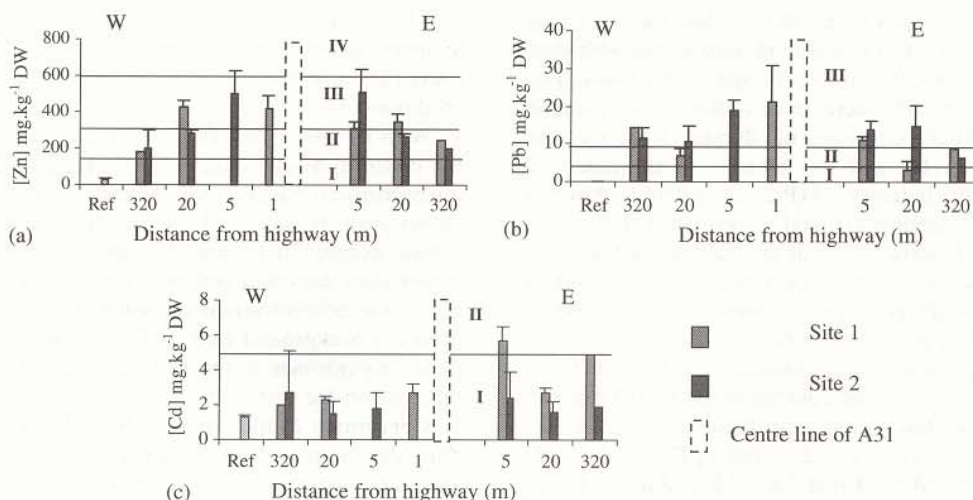 W E
[Zn] mg.kg-1 DW
800
600
400
200
0
IV
III
II
I
Ref 320 20 5 1 5 20 320
(a) Distance from highway (m)
W E
[Pb] mg.kg-1 DW
40
30
20
10
0
III
II
I
Ref 320 20 5 1 5 20 320
(b) Distance from highway (m)
W E
[Cd] mg.kg-1 DW
8
6
4
2
0
II
I
Ref 320 20 5 1 5 20 320
(c) Distance from highway (m)
Site 1
Site 2
Centre line of A31